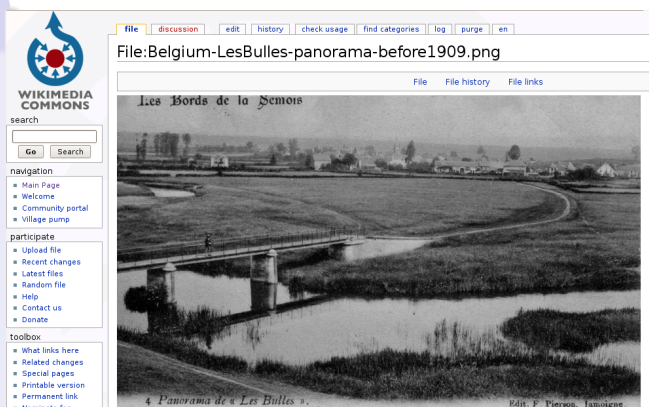 file
discussion
edit
history
check usage
find categories
log
purge
en
WIKIMEDIA
COMMONS
File:Belgium-LesBulles-panorama-before1909.png
File
File history
File links
search
Go
Search
navigation
Main Page
Welcome
Community portal
Village pump
participate
Upload file
Recent changes
Latest files
Random file
Help
Contact us
Donate
toolbox
What links here
Related changes
Special pages
Printable version
Permanent link
Les Bords de la Semois
4 Panorama de « Les Bulles ».
Edit. F. Pierson, Jamoigne